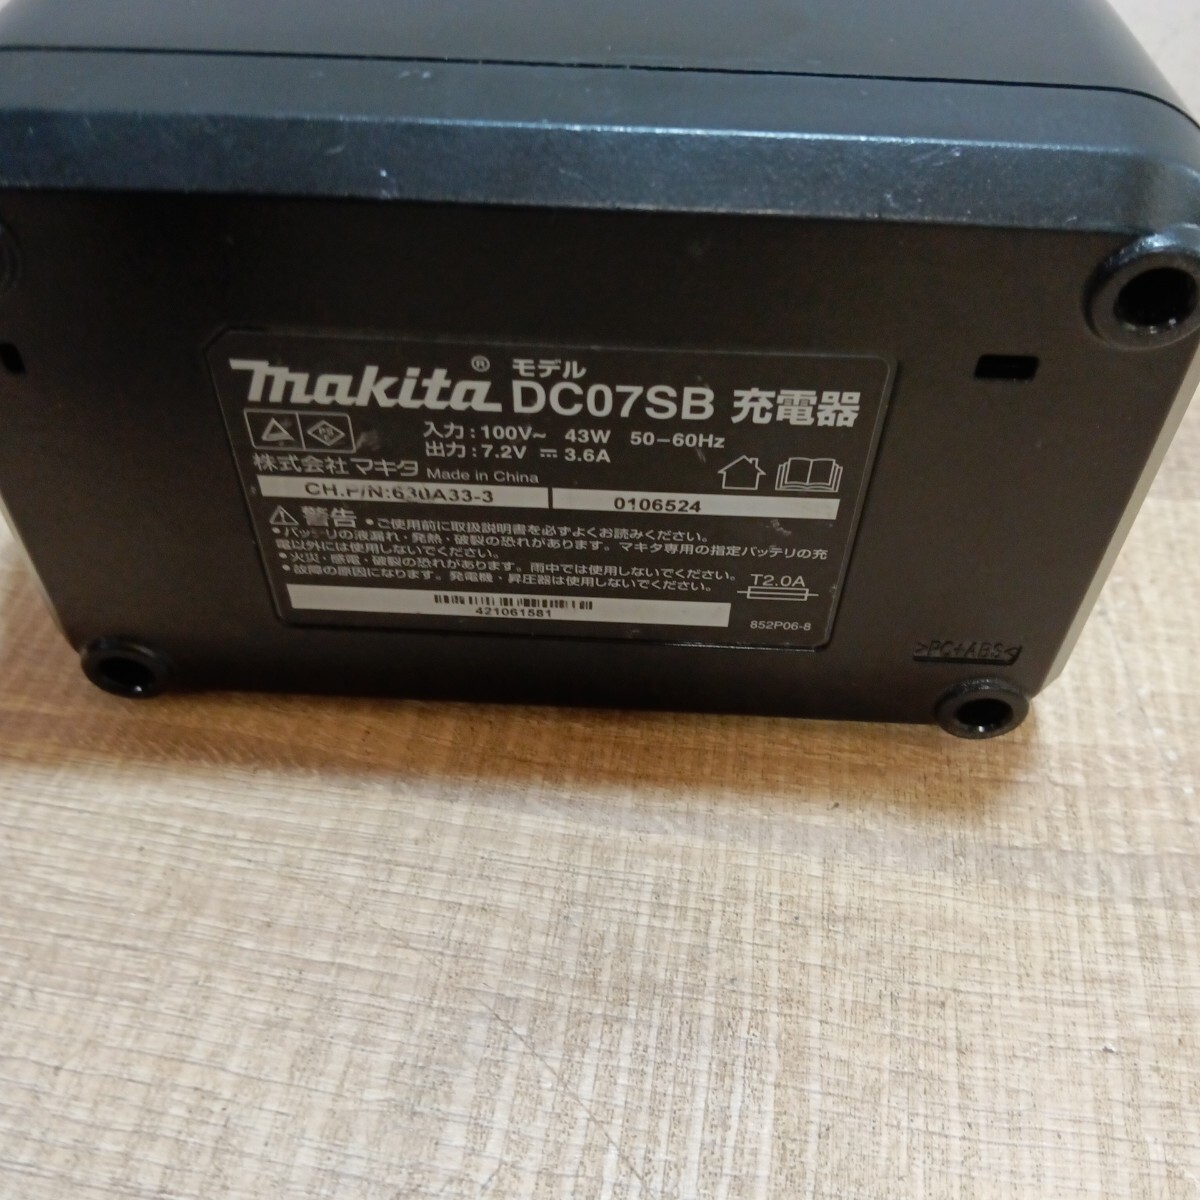 makita® モデル DC07SB 充電器
入力:100V~ 43W 50-60Hz
出力:7.2V ⎓ 3.6A
株式会社マキタ Made in China
CH.P/N:630A33-3 0106524
⚠警告 •ご使用前に取扱説明書を必ずよくお読みください。
•バッテリの液漏れ・発熱・破裂の恐れがあります。マキタ専用の指定バッテリの充
電以外には使用しないでください。
•火災・感電・破裂の恐れがあります。雨中では使用しないでください。
•故障の原因になります。発電機・昇圧器は使用しないでください。
T2.0A
421061581
852P06-8
>PC+ABS<